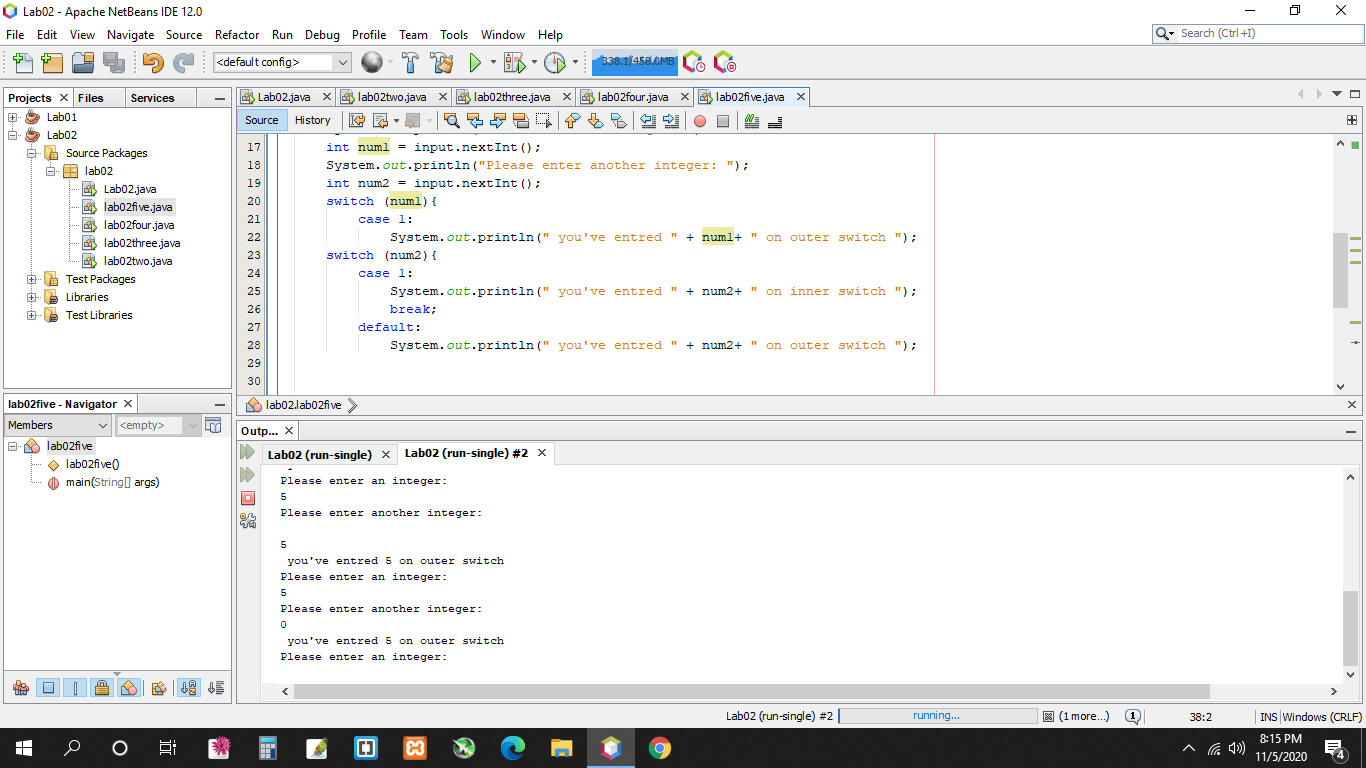 Lab02 - Apache NetBeans IDE 12.0
File Edit View Navigate Source Refactor Run Debug Profile Team Tools Window Help
Search (Ctrl+I)
<default config>
338.1/458.0MB
Projects Files Services
Lab01
Lab02
Source Packages
lab02
Lab02.java
lab02five.java
lab02four.java
lab02three.java
lab02two.java
Test Packages
Libraries
Test Libraries
Lab02.java lab02two.java lab02three.java lab02four.java lab02five.java
Source History
17 int num1 = input.nextInt();
18 System.out.println("Please enter another integer: ");
19 int num2 = input.nextInt();
20 switch (num1){
21 case 1:
22 System.out.println(" you've entred " + num1+ " on outer switch ");
23 switch (num2){
24 case 1:
25 System.out.println(" you've entred " + num2+ " on inner switch ");
26 break;
27 default:
28 System.out.println(" you've entred " + num2+ " on outer switch ");
29
30
lab02.lab02five
lab02five - Navigator
Members
<empty>
lab02five
lab02five()
main(String[] args)
Outp...
Lab02 (run-single) Lab02 (run-single) #2
Please enter an integer:
5
Please enter another integer:
5
you've entred 5 on outer switch
Please enter an integer:
5
Please enter another integer:
0
you've entred 5 on outer switch
Please enter an integer:
Lab02 (run-single) #2 running... (1 more...) 1 38:2 INS Windows (CRLF)
8:15 PM
11/5/2020
4